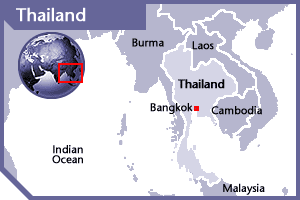 Thailand
Burma
Laos
Thailand
Bangkok
Cambodia
Indian
Ocean
Malaysia